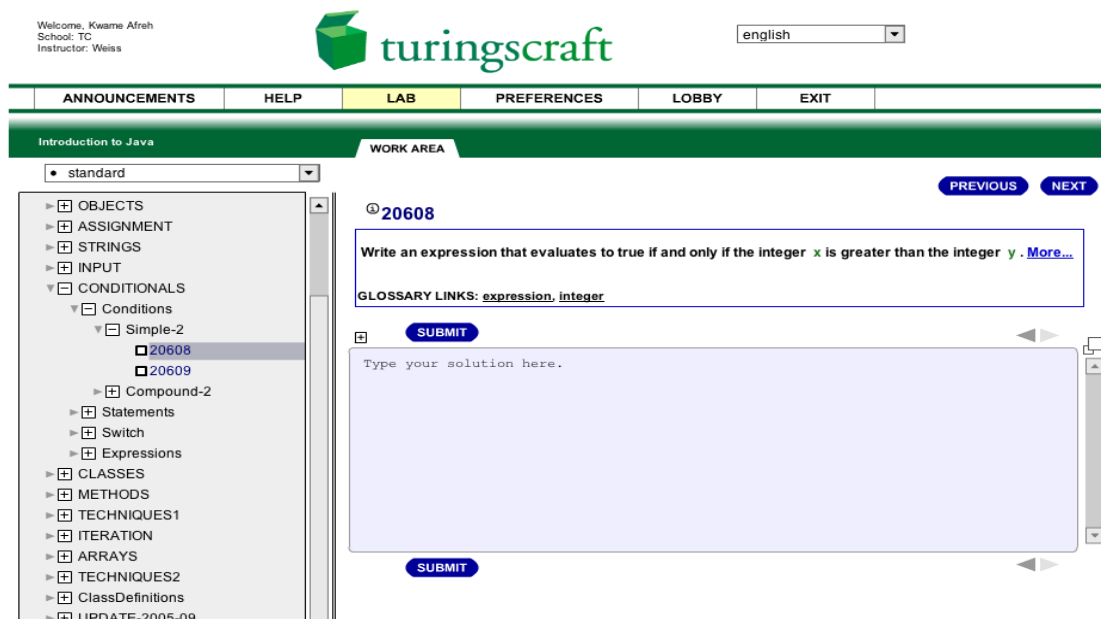 Welcome, Kwame Afreh
School: TC
Instructor: Weiss
turingscraft
english
ANNOUNCEMENTS HELP LAB PREFERENCES LOBBY EXIT
Introduction to Java
WORK AREA
• standard
PREVIOUS NEXT
OBJECTS
ASSIGNMENT
STRINGS
INPUT
CONDITIONALS
Conditions
Simple-2
20608
20609
Compound-2
Statements
Switch
Expressions
CLASSES
METHODS
TECHNIQUES1
ITERATION
ARRAYS
TECHNIQUES2
ClassDefinitions
UPDATE-2005-09
20608
Write an expression that evaluates to true if and only if the integer x is greater than the integer y . More...
GLOSSARY LINKS: expression, integer
SUBMIT
Type your solution here.
SUBMIT